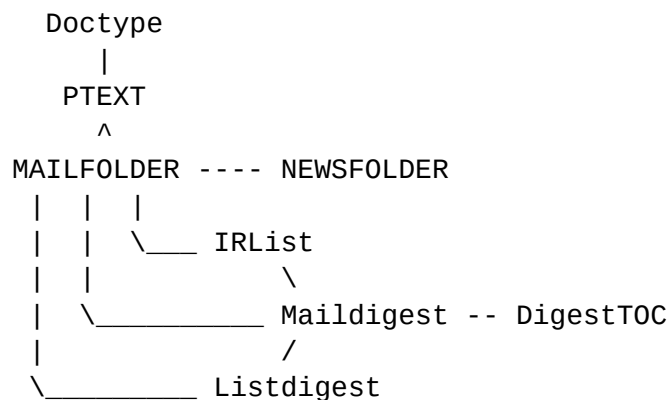 Doctype
|
PTEXT
^
MAILFOLDER ---- NEWSFOLDER
| | |
| | \___ IRList
| | \
| \__________ Maildigest -- DigestTOC
| /
\_________ Listdigest